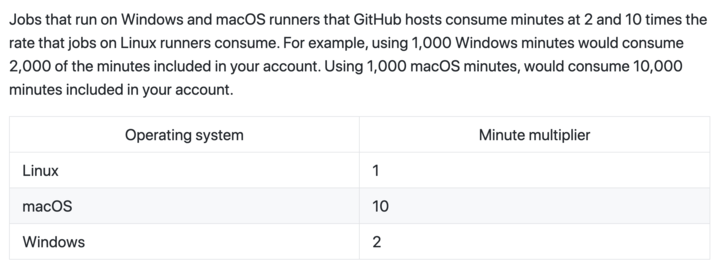 Jobs that run on Windows and macOS runners that GitHub hosts consume minutes at 2 and 10 times the
rate that jobs on Linux runners consume. For example, using 1,000 Windows minutes would consume
2,000 of the minutes included in your account. Using 1,000 macOS minutes, would consume 10,000
minutes included in your account.
Operating system Minute multiplier
Linux 1
macOS 10
Windows 2